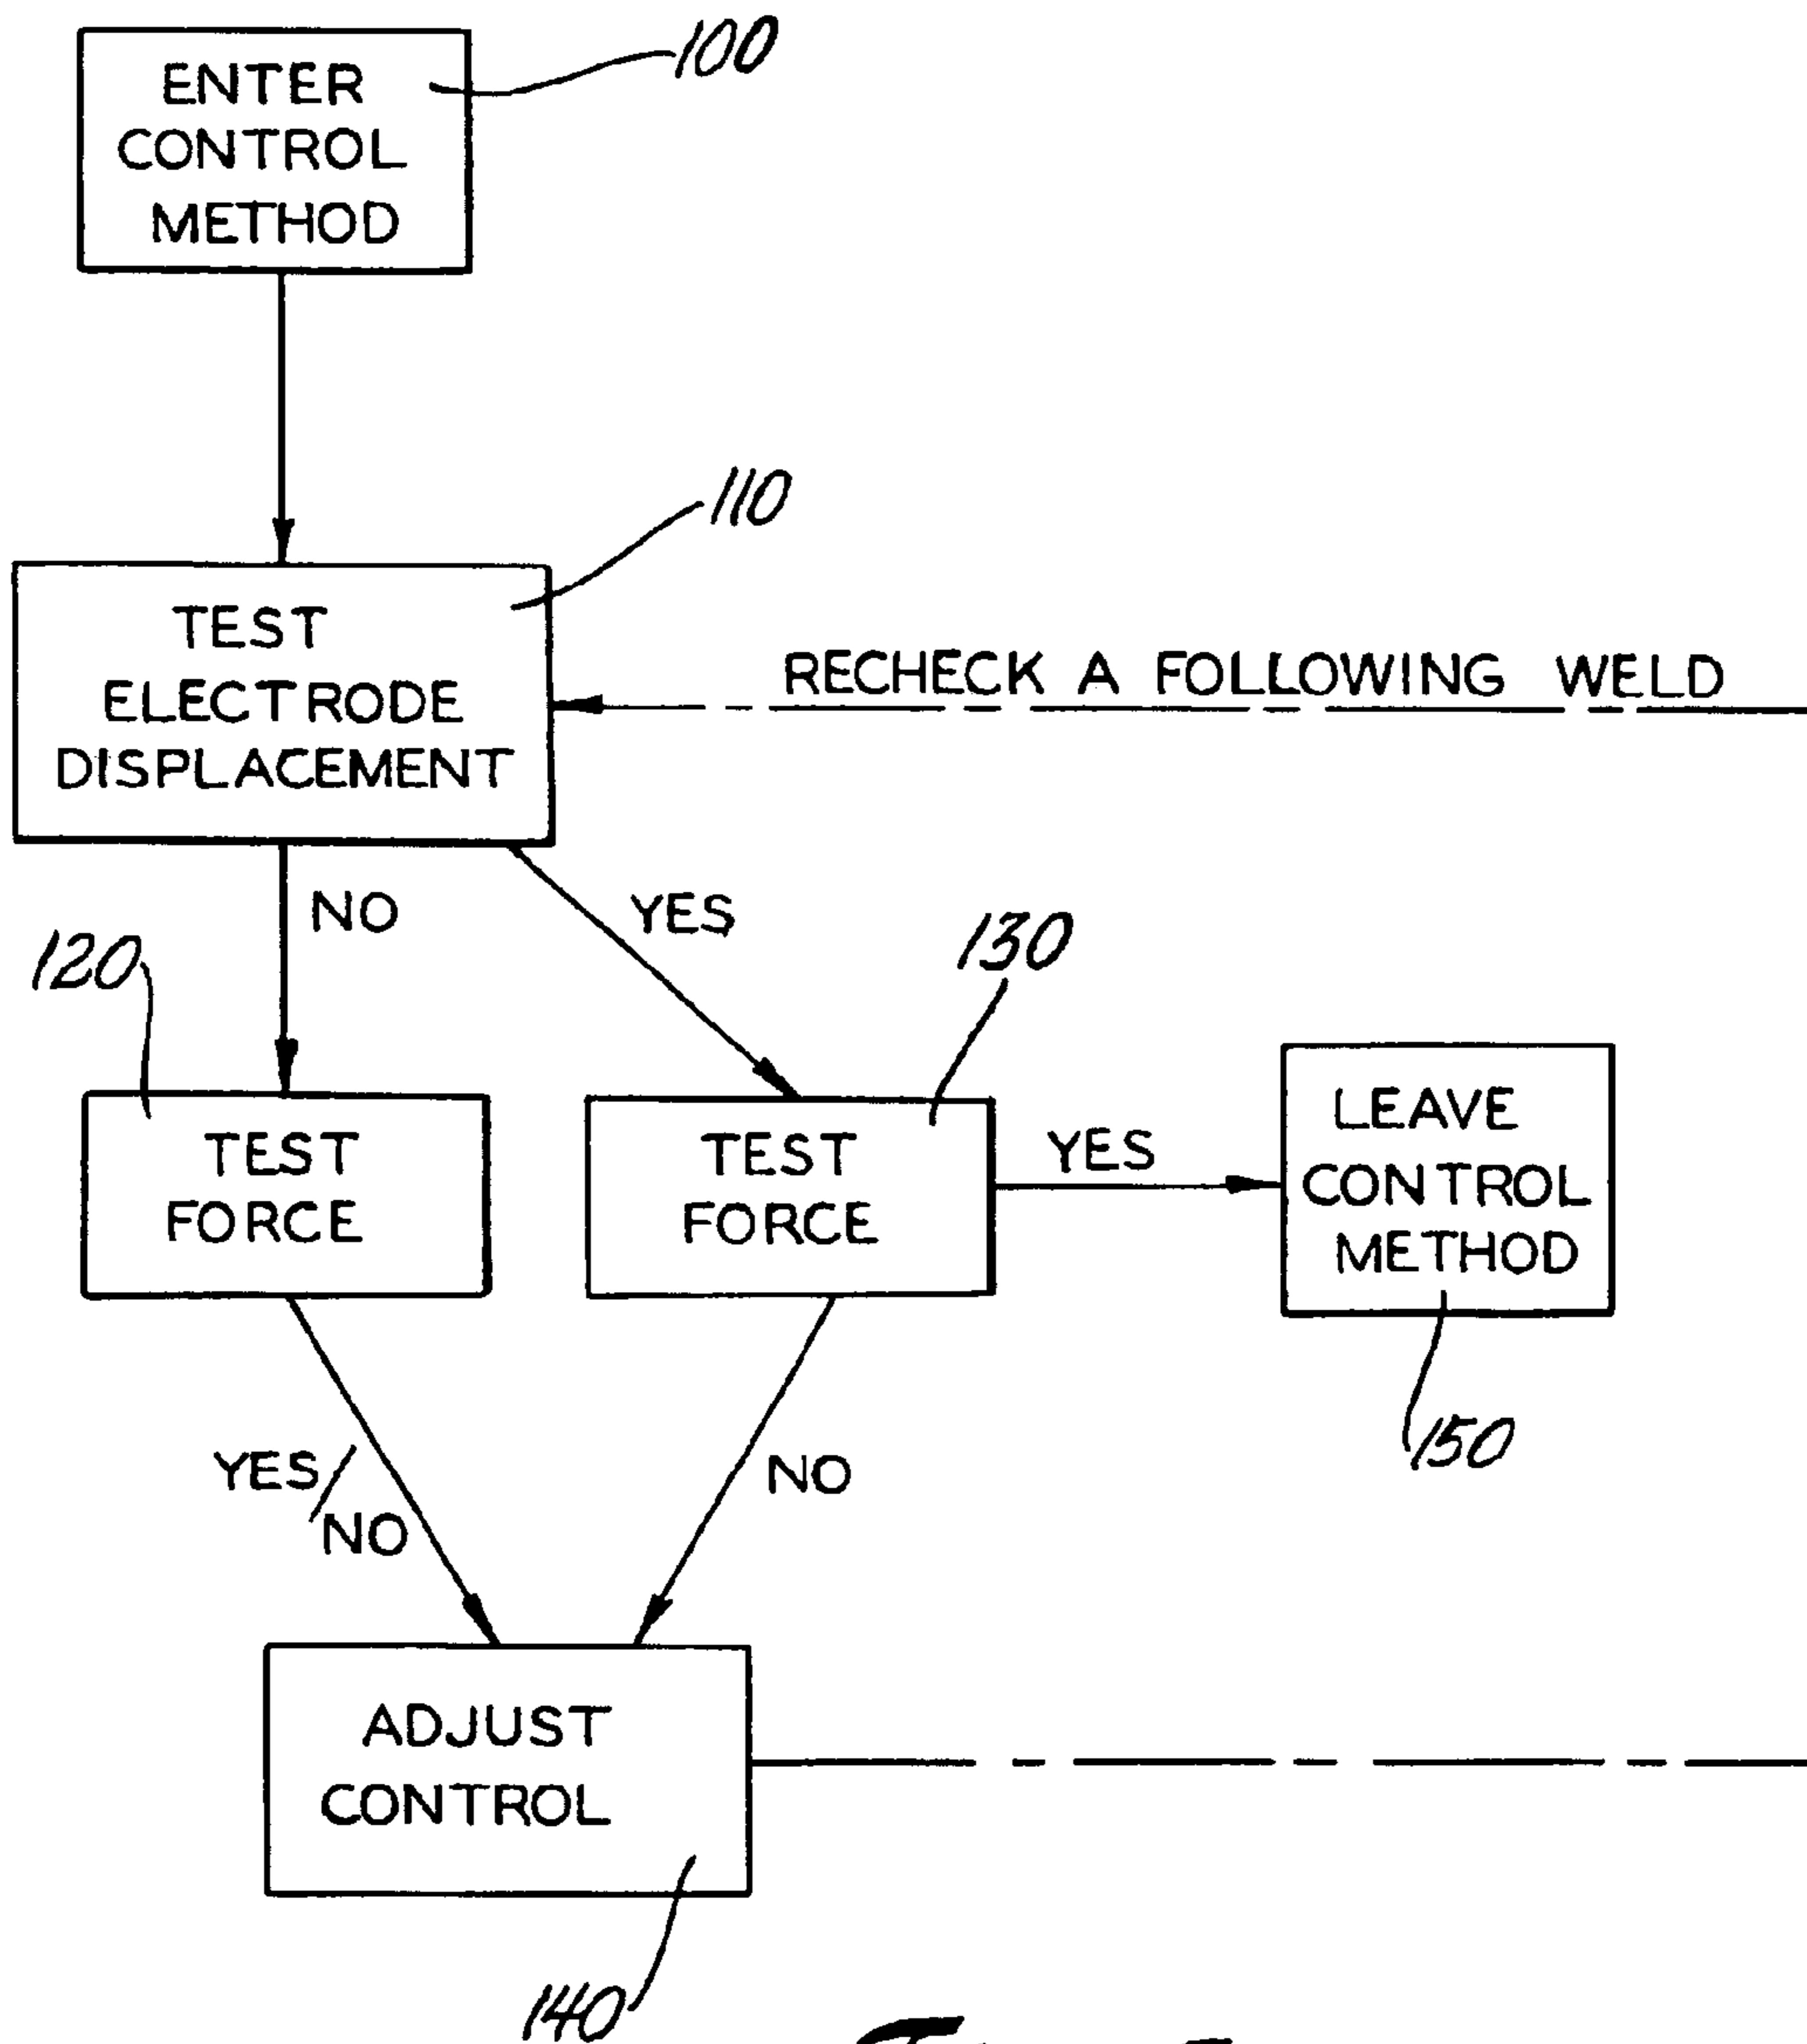 ENTER
CONTROL
METHOD
100
TEST
ELECTRODE
DISPLACEMENT
110
RECHECK A FOLLOWING WELD
NO
YES
120
130
TEST
FORCE
TEST
FORCE
YES
LEAVE
CONTROL
METHOD
150
YES/
NO
NO
ADJUST
CONTROL
140